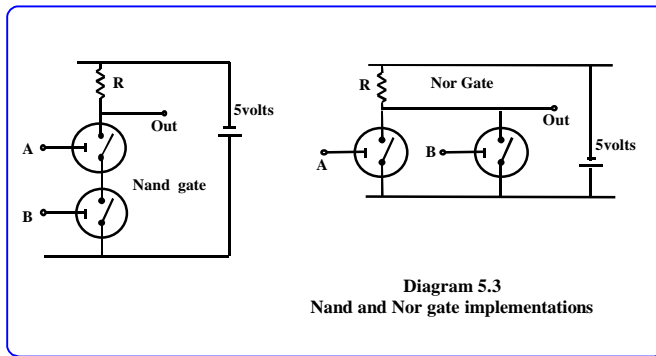 R
Out
5volts
A
Nand gate
B
R
Nor Gate
Out
5volts
A
B
Diagram 5.3
Nand and Nor gate implementations